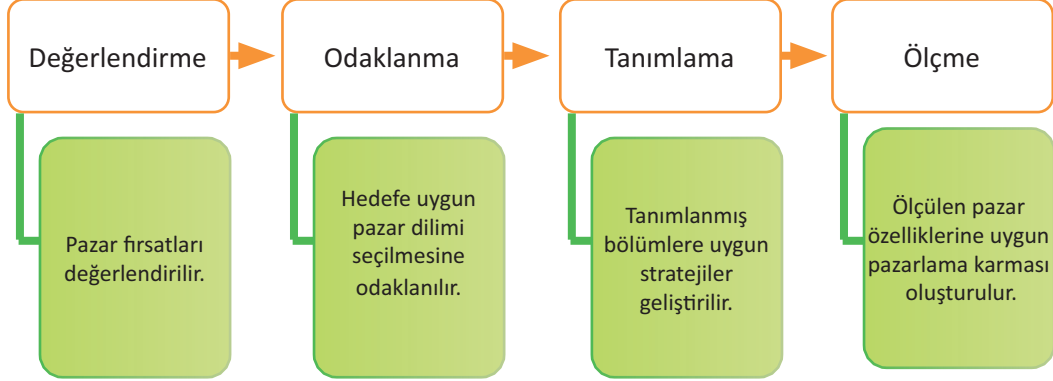 Değerlendirme
Odaklanma
Tanımlama
Ölçme
Pazar fırsatları
değerlendirilir.
Hedefe uygun
pazar dilimi
seçilmesine
odaklanılır.
Tanımlanmış
bölümlere uygun
stratejiler
geliştirilir.
Ölçülen pazar
özelliklerine uygun
pazarlama karması
oluşturulur.